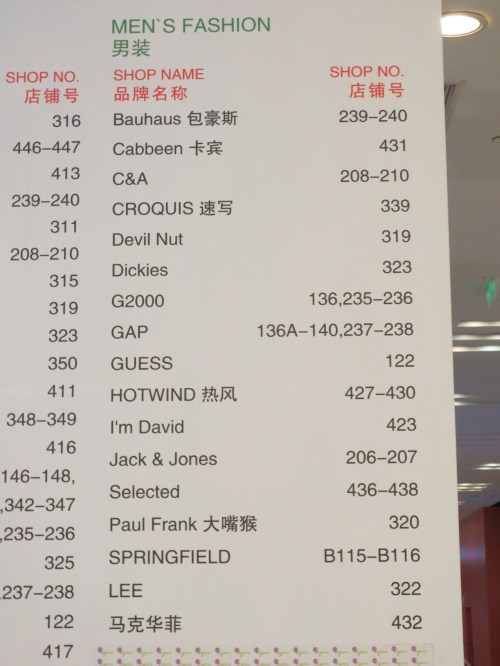 MEN`S FASHION
男装
SHOP NO. SHOP NAME SHOP NO.
店铺号 品牌名称 店铺号
316 Bauhaus 包豪斯 239-240
446-447 Cabbeen 卡宾 431
413 C&A 208-210
239-240 CROQUIS 速写 339
311 Devil Nut 319
208-210 Dickies 323
315 G2000 136,235-236
319 GAP 136A-140,237-238
323 GUESS 122
350 HOTWIND 热风 427-430
411 I'm David 423
348-349 Jack & Jones 206-207
416 Selected 436-438
146-148, Paul Frank 大嘴猴 320
,342-347 SPRINGFIELD B115-B116
,235-236 LEE 322
325 马克华菲 432
,237-238
122
417